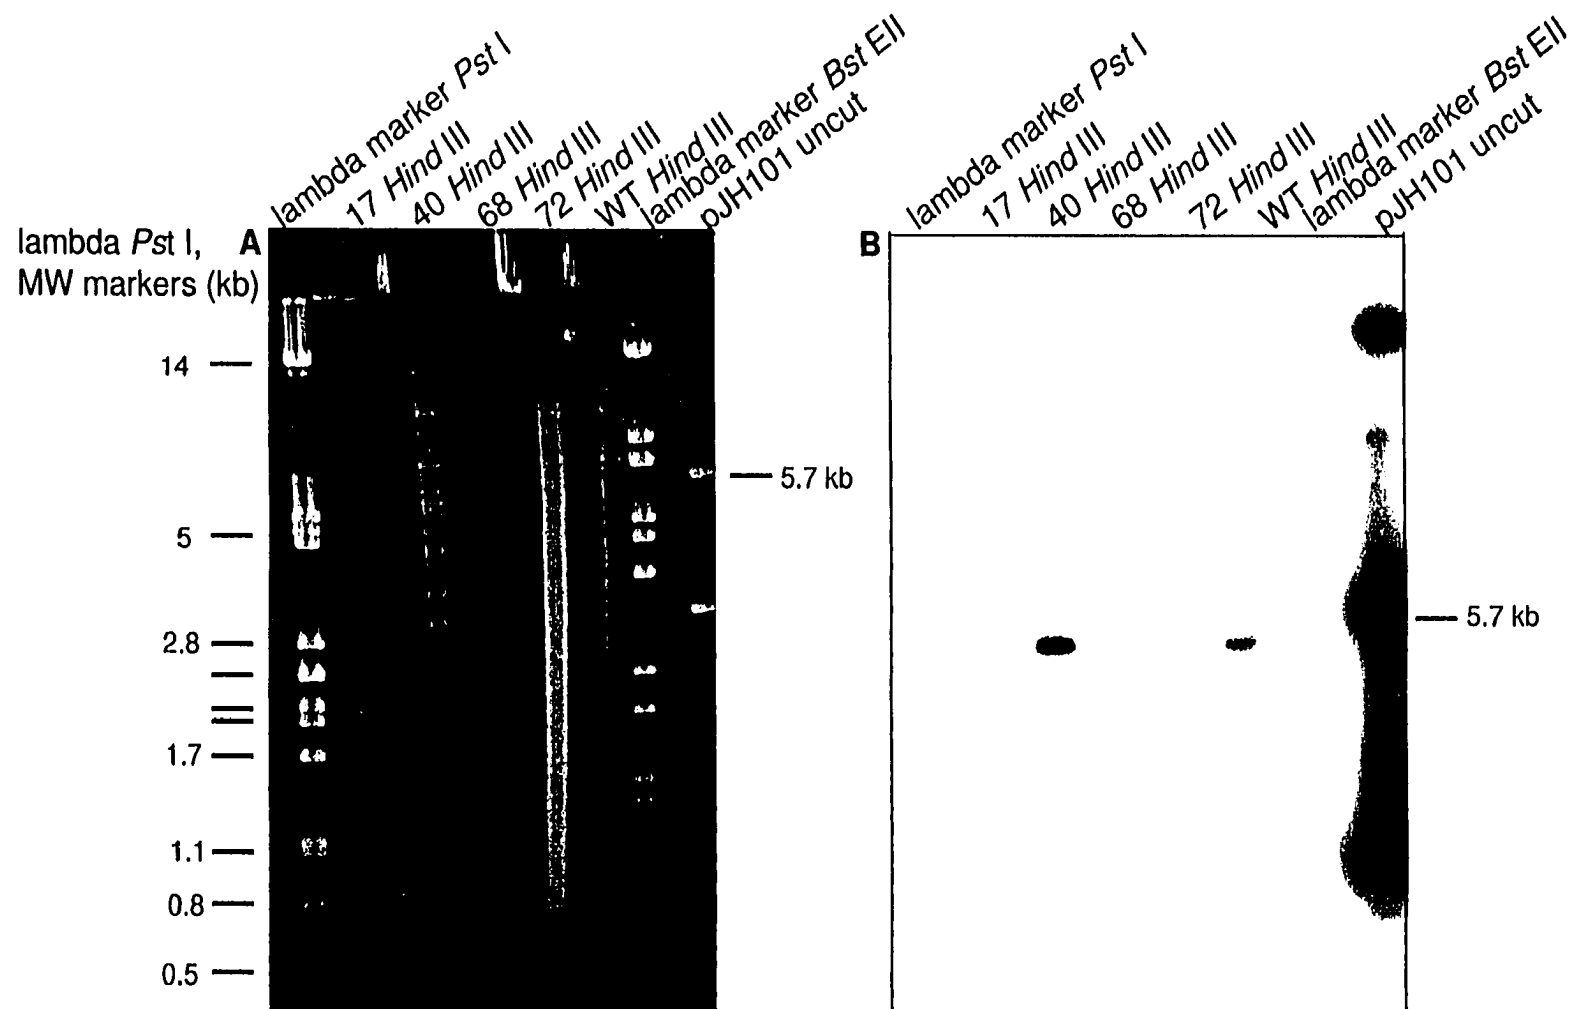 lambda marker Pst I
17 Hind III
40 Hind III
68 Hind III
72 Hind III
WT Hind III
lambda marker Bst EII
pJH101 uncut
lambda marker Pst I
17 Hind III
40 Hind III
68 Hind III
72 Hind III
WT Hind III
lambda marker Bst EII
pJH101 uncut
lambda Pst I, A
MW markers (kb)
B
14
5.7 kb
5
5.7 kb
2.8
1.7
1.1
0.8
0.5